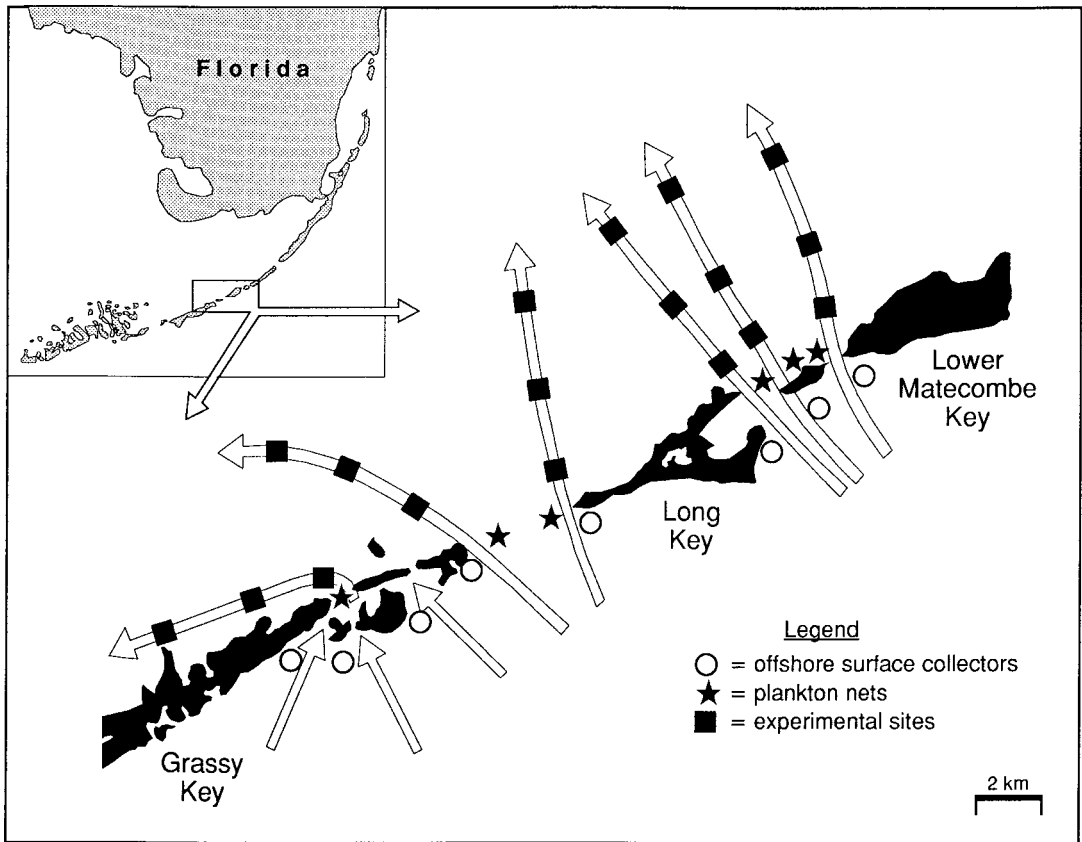 Florida
Lower
Matecombe
Key
Long
Key
Grassy
Key
Legend
= offshore surface collectors
= plankton nets
= experimental sites
2 km